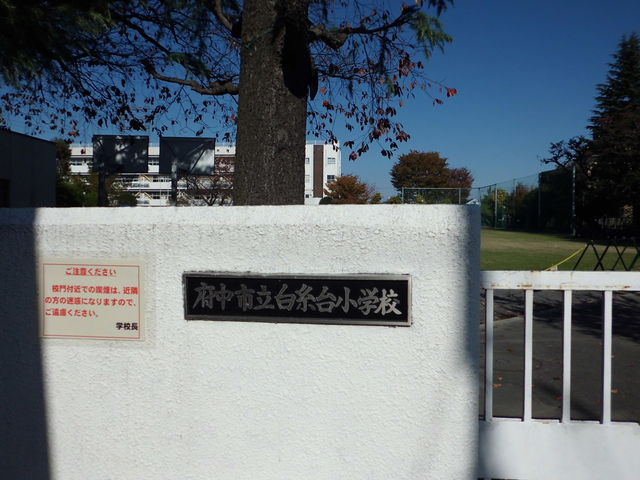 ご注意ください
校門付近での喫煙は、近隣
の方の迷惑になりますので、
ご遠慮ください。
学校長
府中市立白糸台小学校